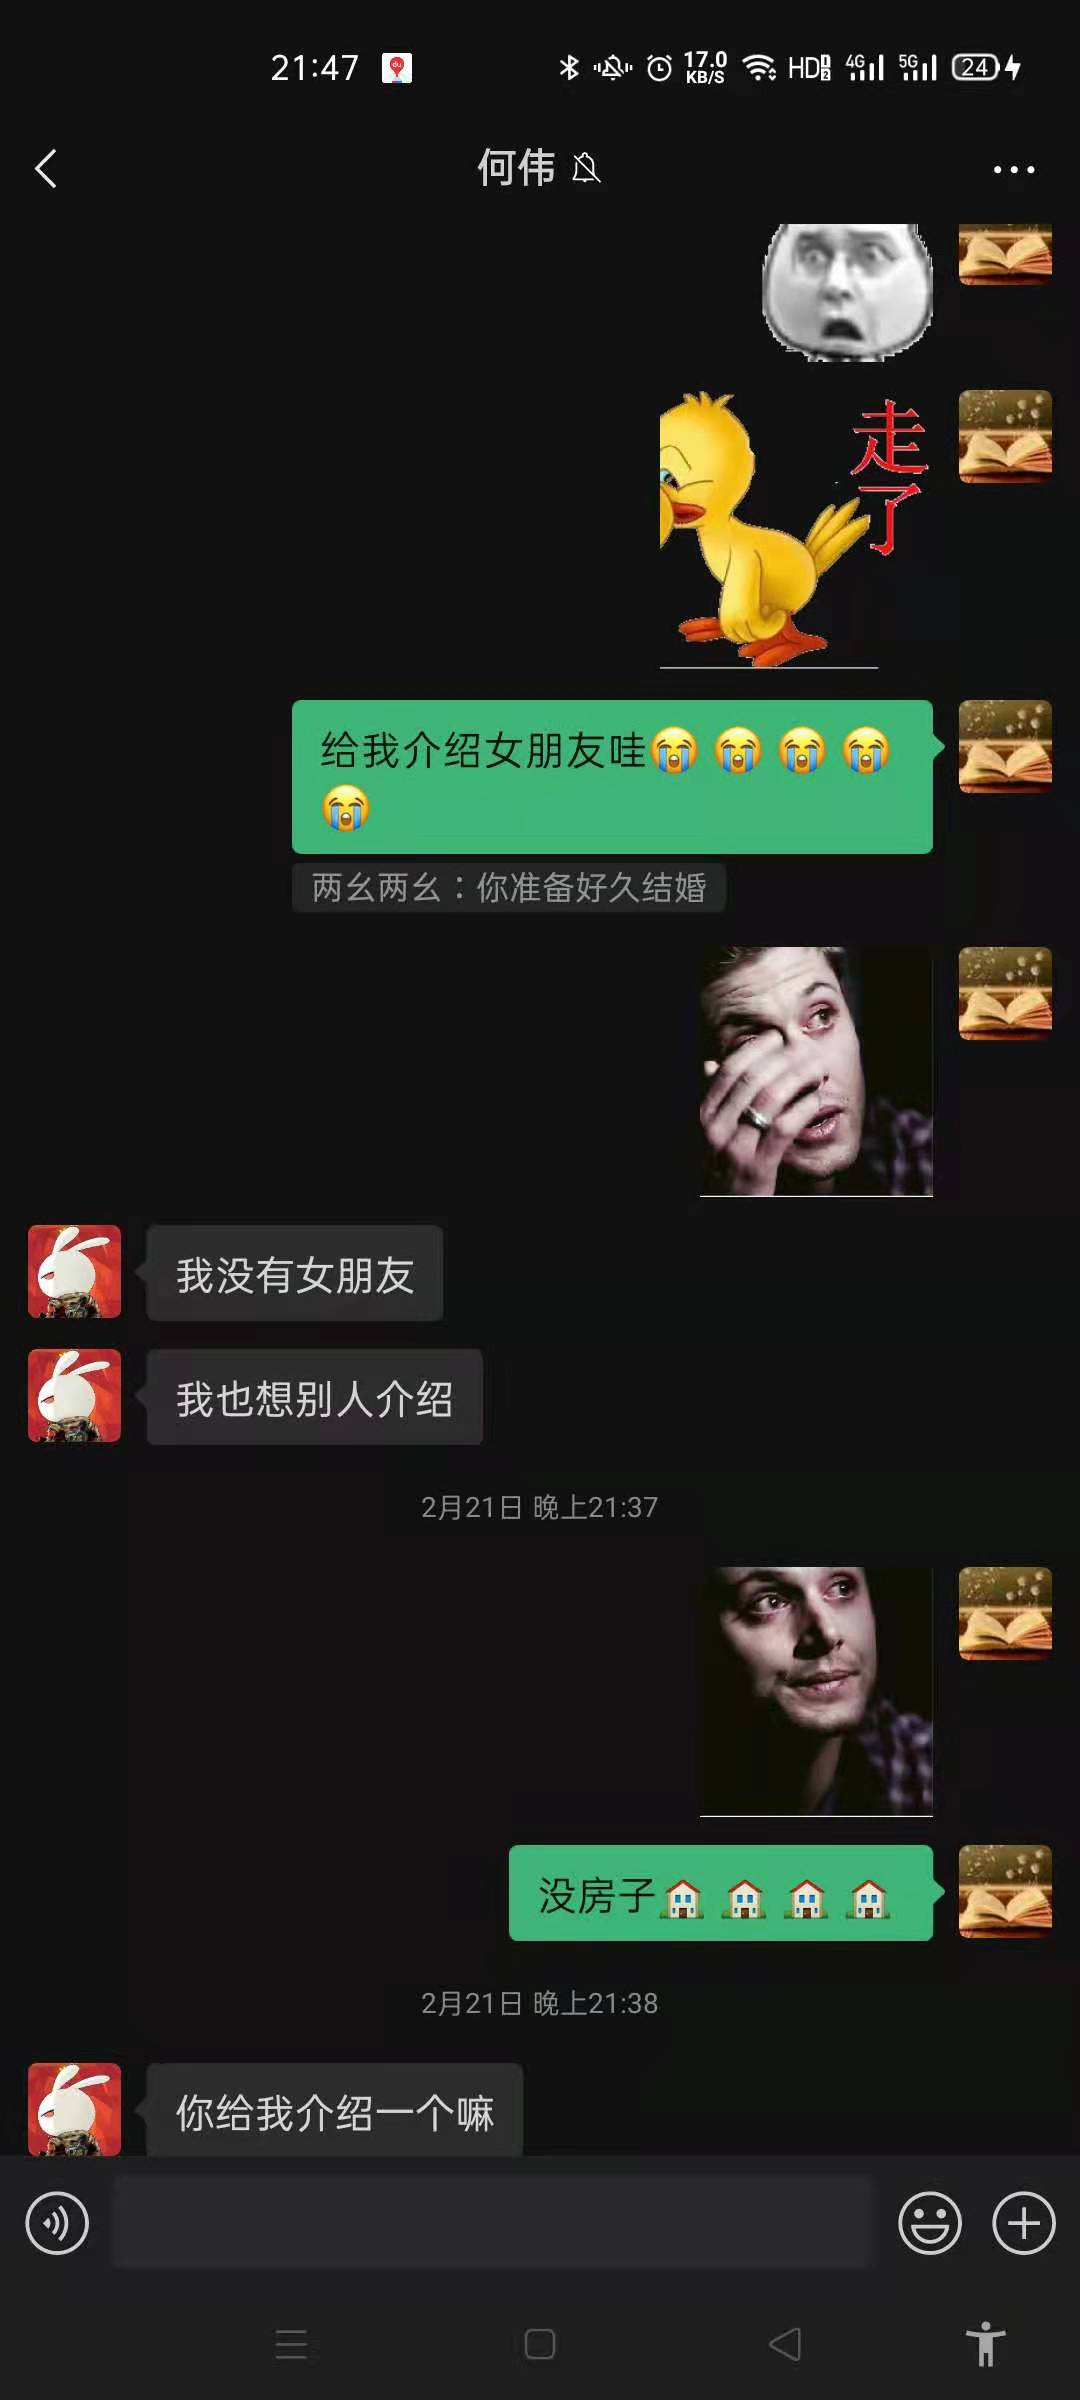 21:47
17.0
KB/S
HD
4G
5G
24
何伟
走了
给我介绍女朋友哇😭😭😭😭
😭
两幺两幺：你准备好久结婚
我没有女朋友
我也想别人介绍
2月21日 晚上21:37
没房子🏠🏠🏠🏠
2月21日 晚上21:38
你给我介绍一个嘛